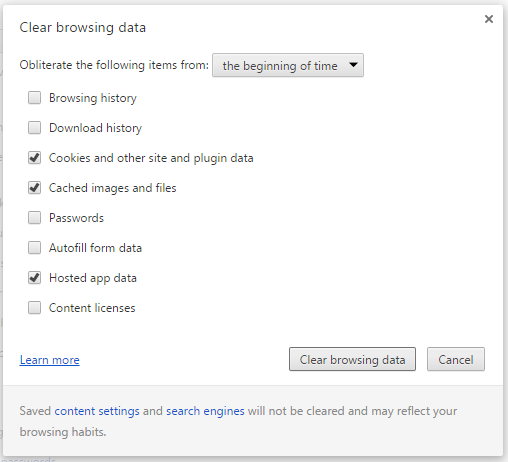 Clear browsing data
Obliterate the following items from: the beginning of time
Browsing history
Download history
Cookies and other site and plugin data
Cached images and files
Passwords
Autofill form data
Hosted app data
Content licenses
Learn more Clear browsing data Cancel
Saved content settings and search engines will not be cleared and may reflect your
browsing habits.